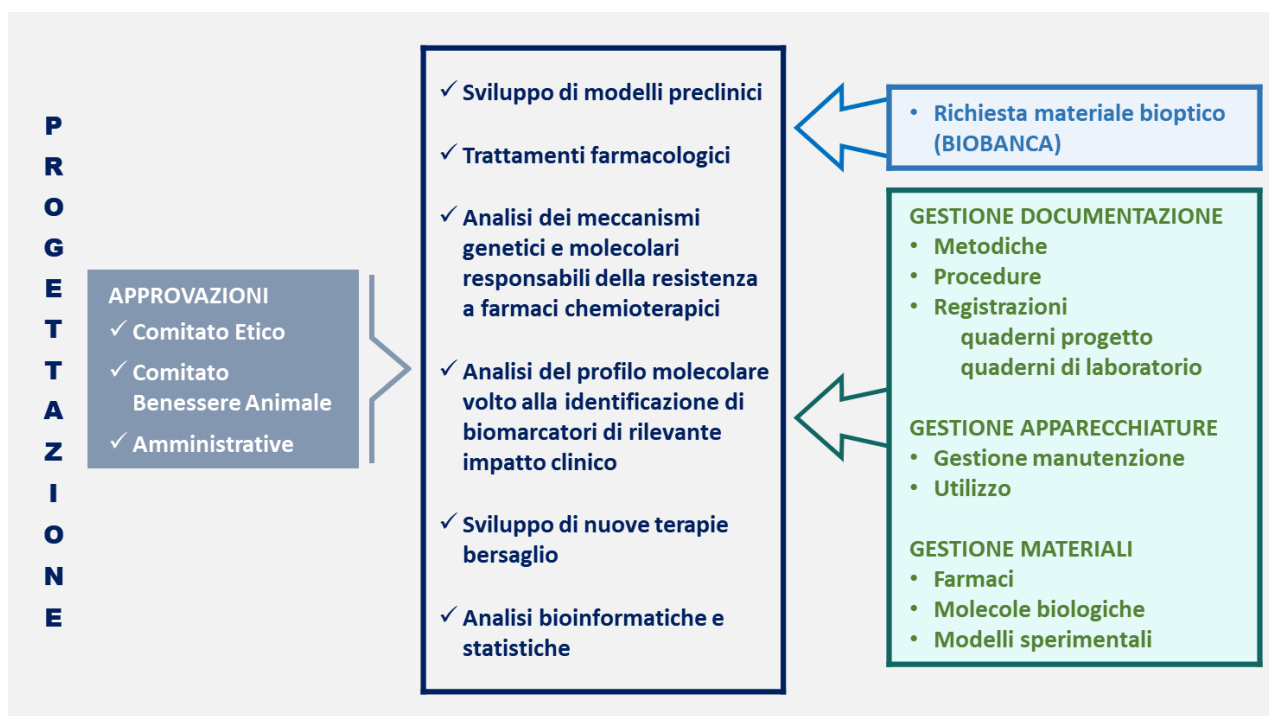 PROGETTAZIONE
APPROVAZIONI
✓ Comitato Etico
✓ Comitato
Benessere Animale
✓ Amministrative
✓ Sviluppo di modelli preclinici
✓ Trattamenti farmacologici
✓ Analisi dei meccanismi
genetici e molecolari
responsabili della resistenza
a farmaci chemioterapici
✓ Analisi del profilo molecolare
volto alla identificazione di
biomarcatori di rilevante
impatto clinico
✓ Sviluppo di nuove terapie
bersaglio
✓ Analisi bioinformatiche e
statistiche
• Richiesta materiale bioptico
(BIOBANCA)
GESTIONE DOCUMENTAZIONE
• Metodiche
• Procedure
• Registrazioni
quaderni progetto
quaderni di laboratorio
GESTIONE APPARECCHIATURE
• Gestione manutenzione
• Utilizzo
GESTIONE MATERIALI
• Farmaci
• Molecole biologiche
• Modelli sperimentali